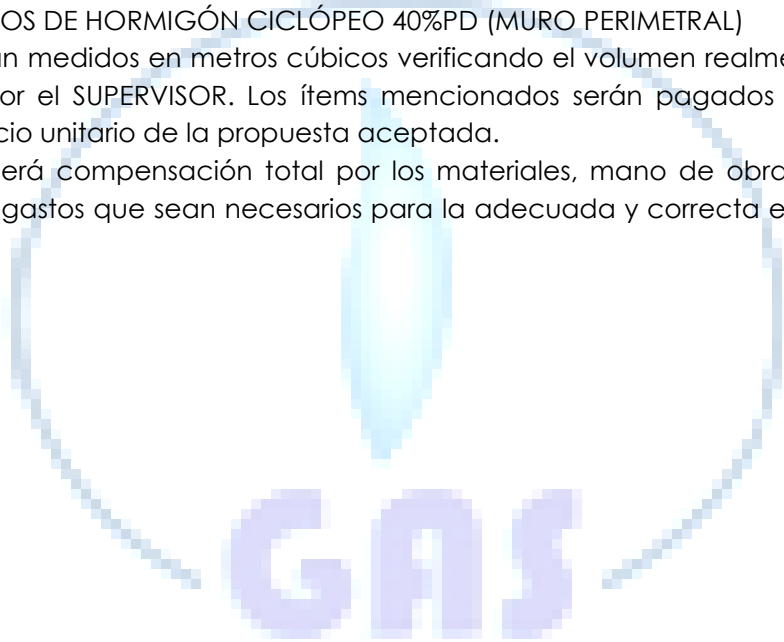 OS DE HORMIGÓN CICLÓPEO 40%PD (MURO PERIMETRAL)
n medidos en metros cúbicos verificando el volumen realme
or el SUPERVISOR. Los ítems mencionados serán pagados
cio unitario de la propuesta aceptada.
erá compensación total por los materiales, mano de obra
gastos que sean necesarios para la adecuada y correcta e
GAS